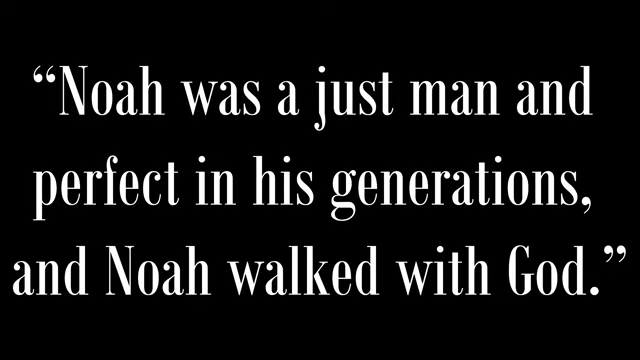 “Noah was a just man and
perfect in his generations,
and Noah walked with God.”